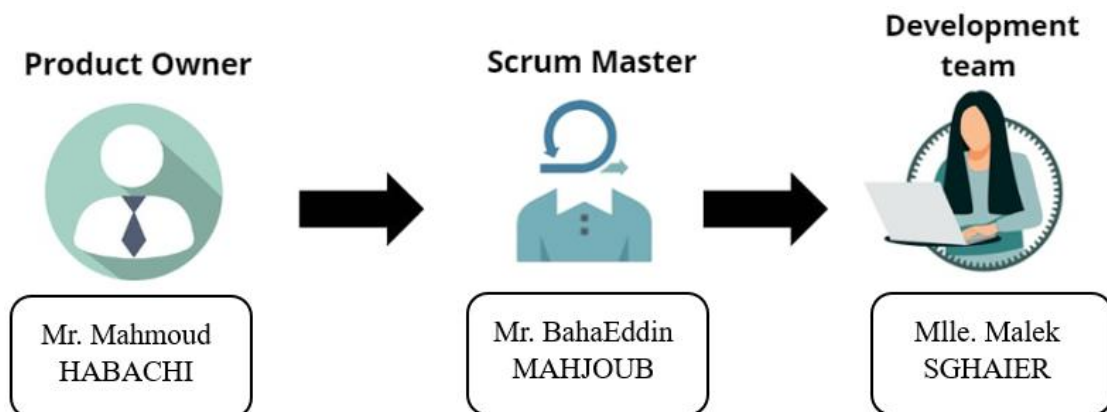 Product Owner
Scrum Master
Development
team
Mr. Mahmoud
HABACHI
Mr. BahaEddin
MAHJOUB
Mlle. Malek
SGHAIER